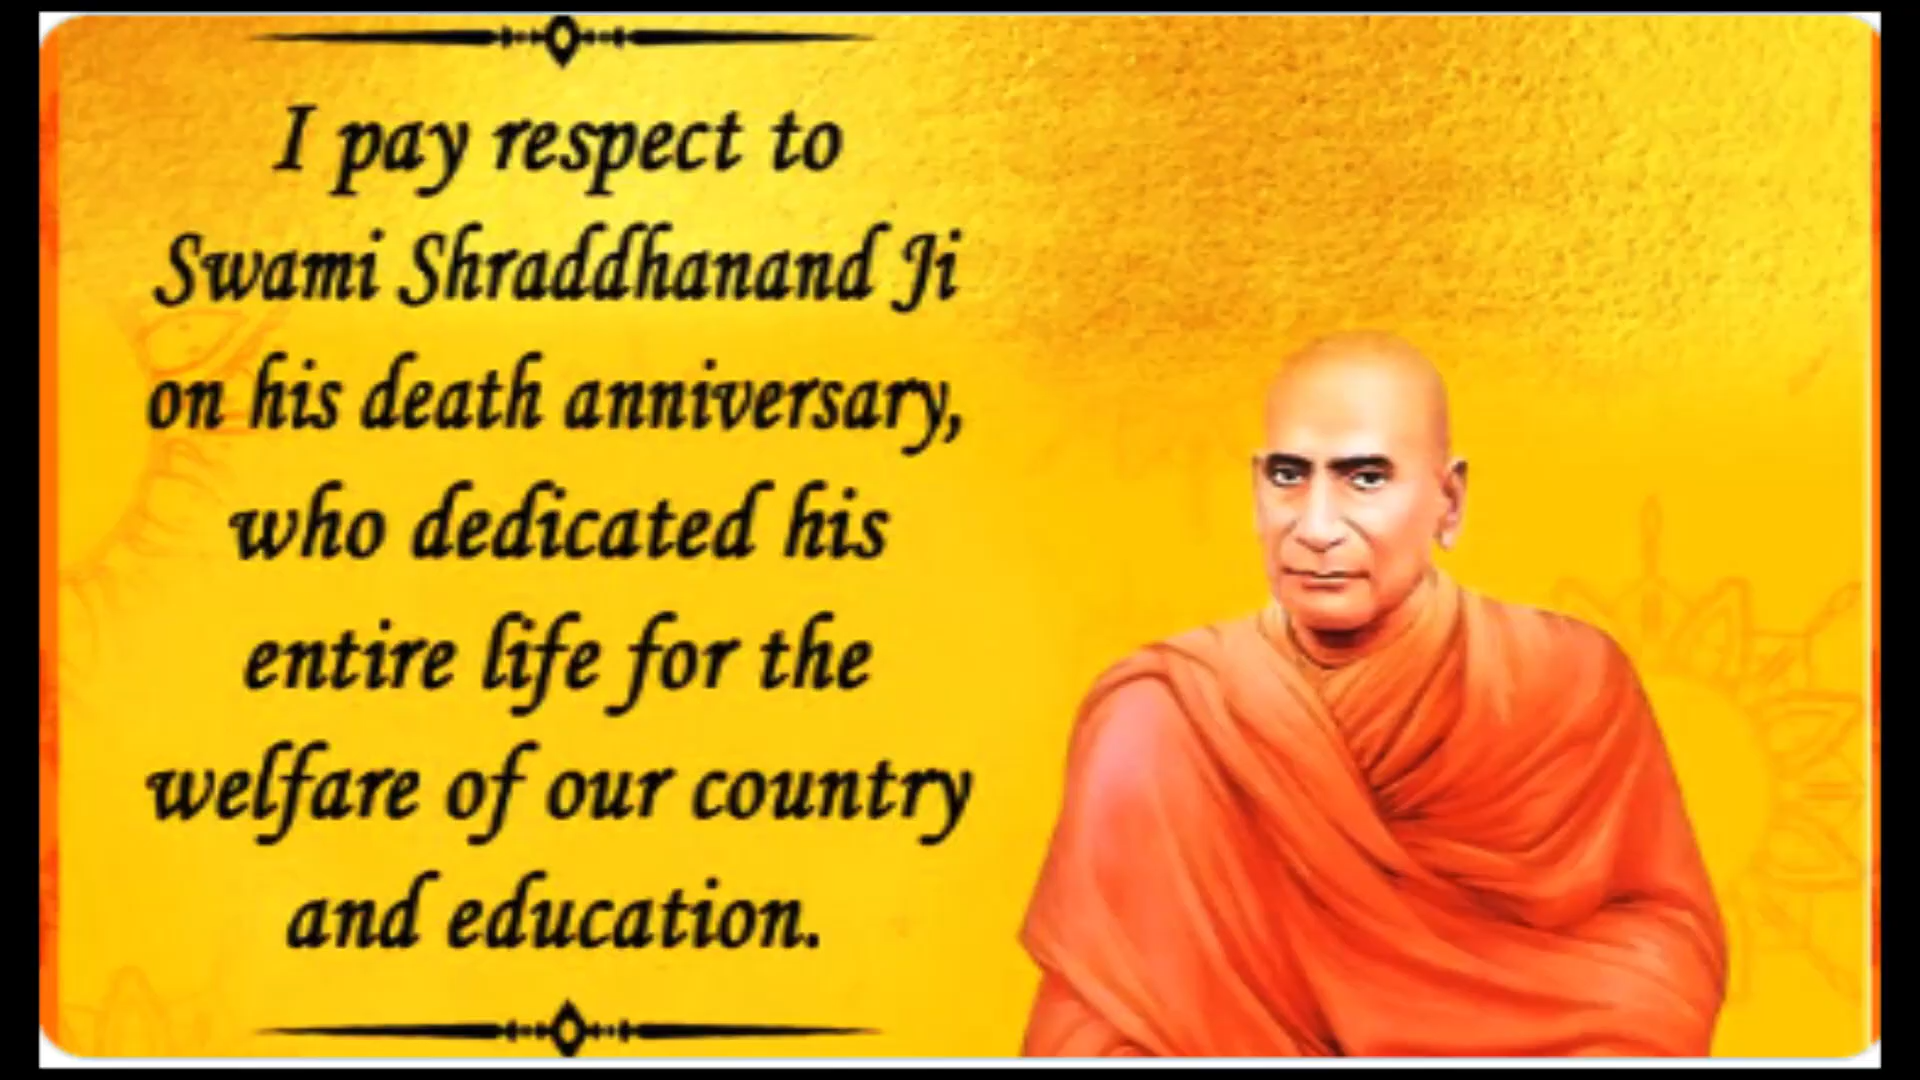 I pay respect to
Swami Shraddhanand Ji
on his death anniversary,
who dedicated his
entire life for the
welfare of our country
and education.